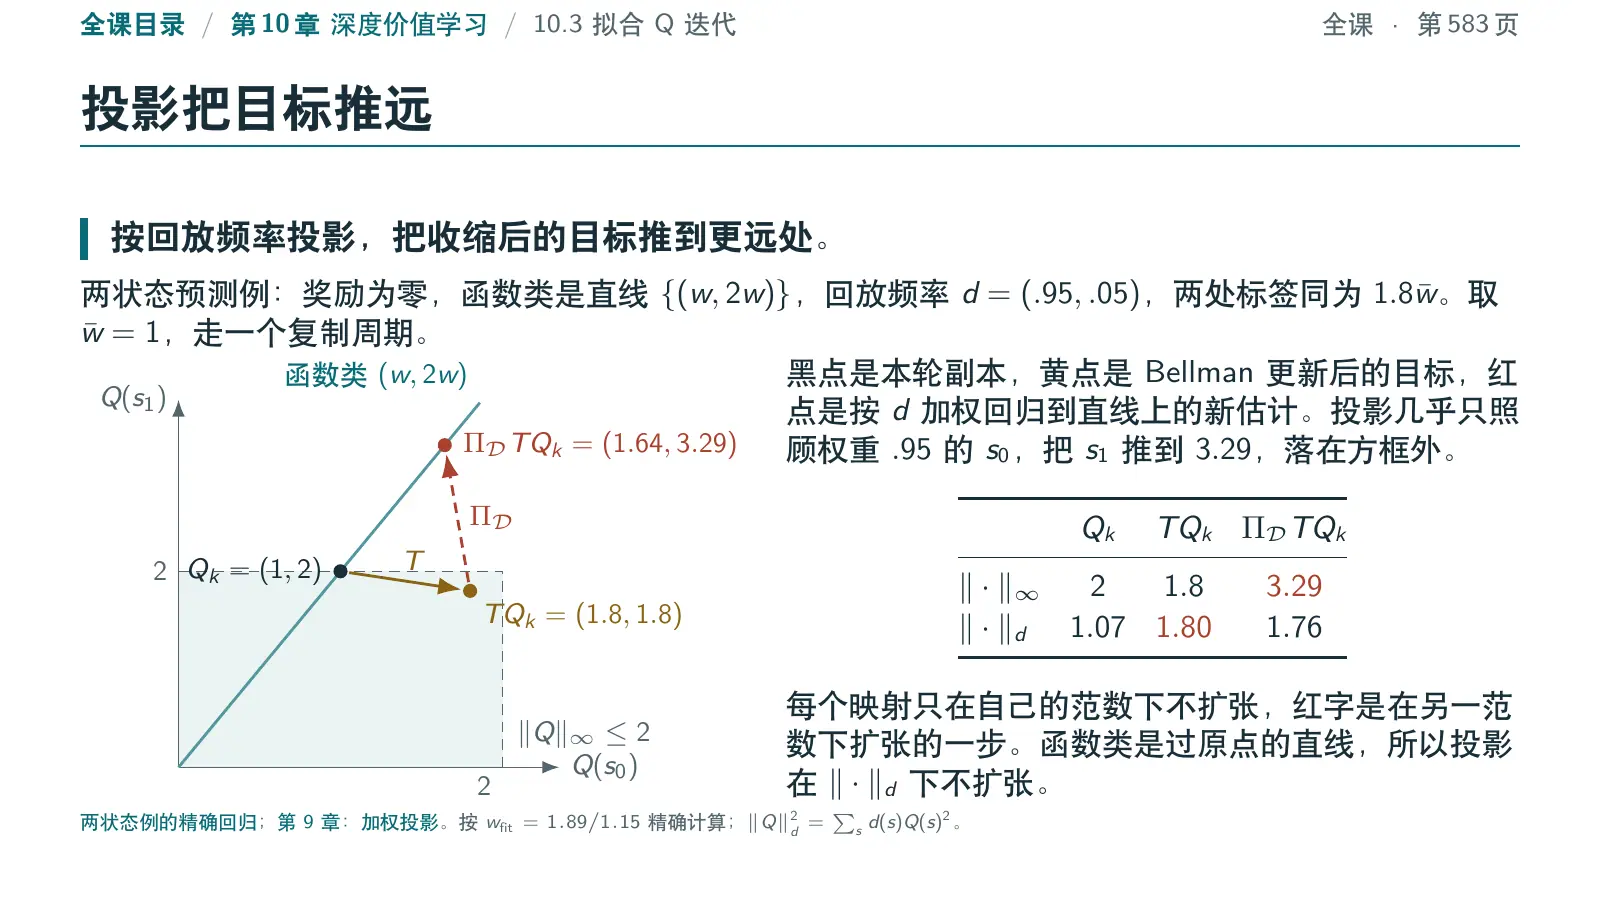 全课目录 / 第 10 章 深度价值学习 / 10.3 拟合 Q 迭代
全课 · 第 583 页
投影把目标推远
按回放频率投影，把收缩后的目标推到更远处。
两状态预测例：奖励为零，函数类是直线 {(w, 2w)}，回放频率 d = (.95, .05)，两处标签同为 1.8w̄。取
w̄ = 1，走一个复制周期。
函数类 (w, 2w)
Q(s₁)
Π_𝒟 TQₖ = (1.64, 3.29)
Π_𝒟
2
Qₖ = (1, 2)
T
TQₖ = (1.8, 1.8)
‖Q‖∞ ≤ 2
Q(s₀)
2
黑点是本轮副本，黄点是 Bellman 更新后的目标，红
点是按 d 加权回归到直线上的新估计。投影几乎只照
顾权重 .95 的 s₀，把 s₁ 推到 3.29，落在方框外。
Qₖ TQₖ Π_𝒟 TQₖ
‖ · ‖∞ 2 1.8 3.29
‖ · ‖_d 1.07 1.80 1.76
每个映射只在自己的范数下不扩张，红字是在另一范
数下扩张的一步。函数类是过原点的直线，所以投影
在 ‖ · ‖_d 下不扩张。
两状态例的精确回归；第 9 章：加权投影。按 w_fit = 1.89/1.15 精确计算；‖Q‖²_d = ∑_s d(s)Q(s)²。